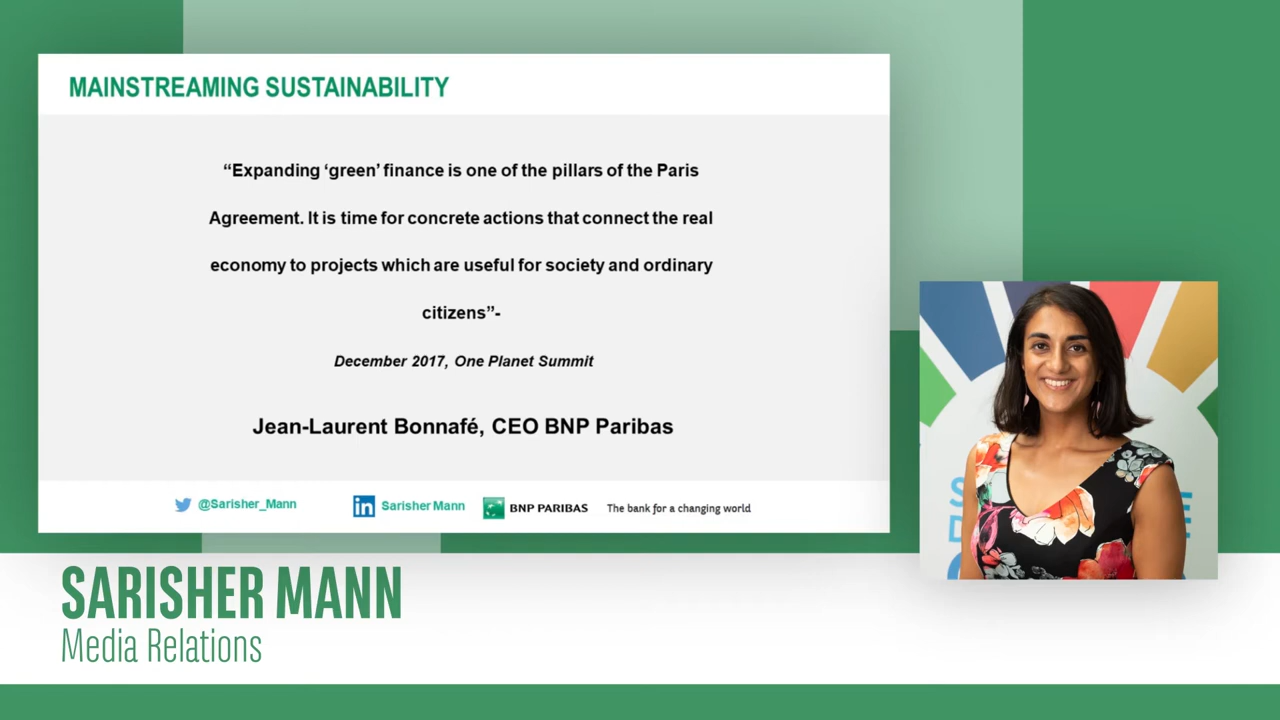 MAINSTREAMING SUSTAINABILITY
“Expanding ‘green’ finance is one of the pillars of the Paris
Agreement. It is time for concrete actions that connect the real
economy to projects which are useful for society and ordinary
citizens”-
December 2017, One Planet Summit
Jean-Laurent Bonnafé, CEO BNP Paribas
@Sarisher_Mann
Sarisher Mann
BNP PARIBAS
The bank for a changing world
SARISHER MANN
Media Relations